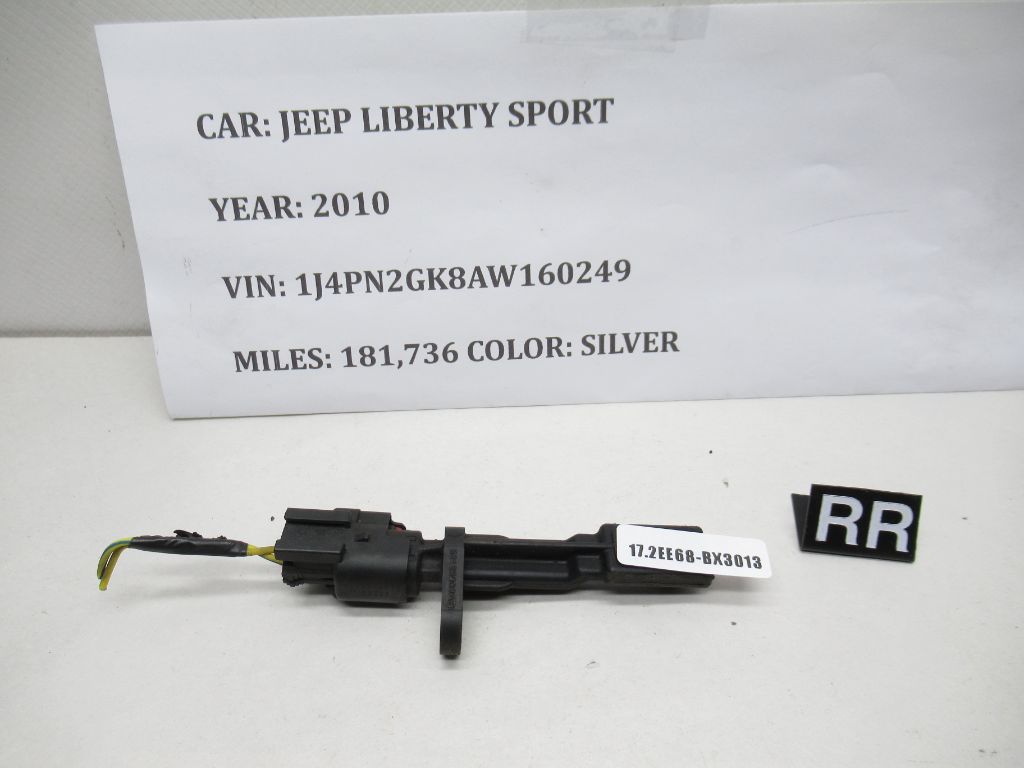 CAR: JEEP LIBERTY SPORT
YEAR: 2010
VIN: 1J4PN2GK8AW160249
MILES: 181,736 COLOR: SILVER
RR
17.2EE68-BX3013